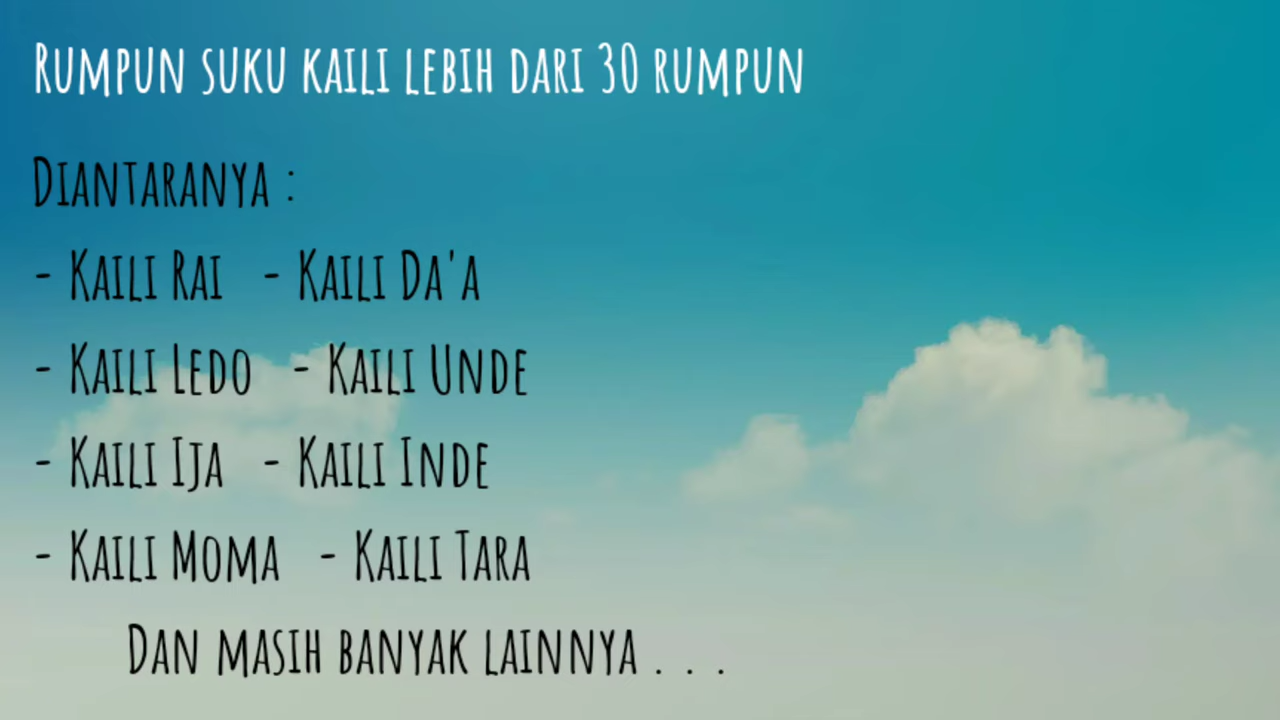 Rumpun suku kaili lebih dari 30 rumpun
Diantaranya :
- Kaili Rai - Kaili Da'a
- Kaili Ledo - Kaili Unde
- Kaili Ija - Kaili Inde
- Kaili Moma - Kaili Tara
Dan masih banyak lainnya . . .